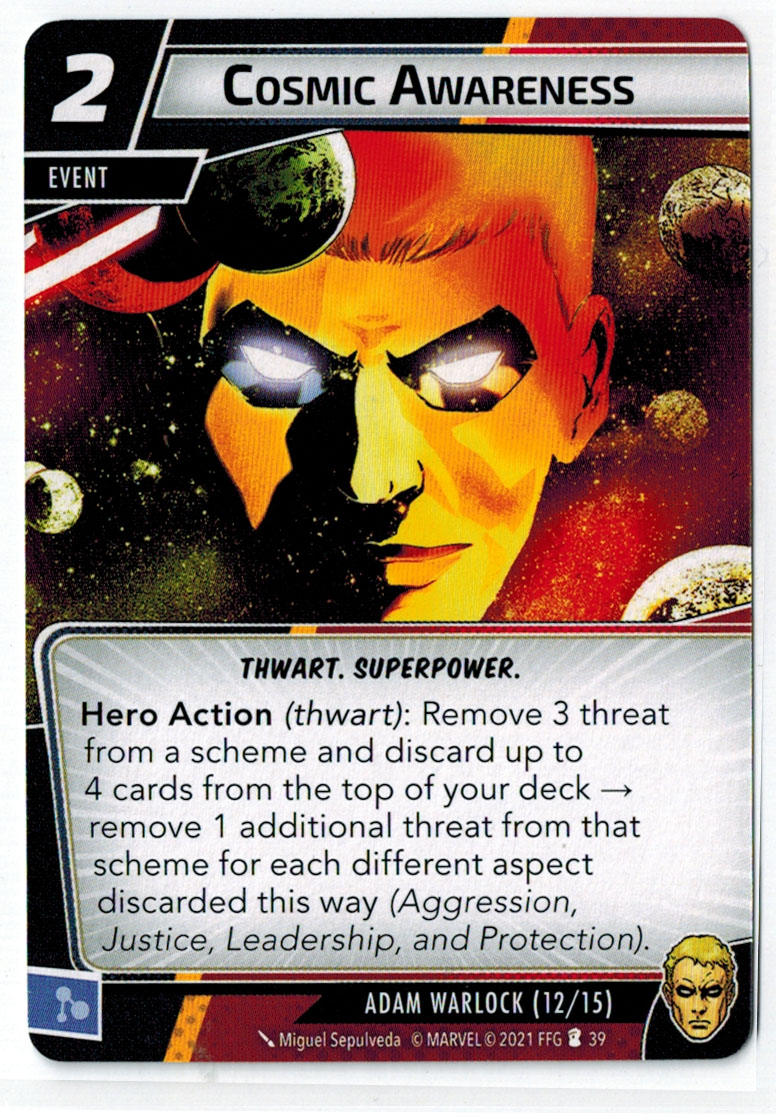 2
COSMIC AWARENESS
EVENT
THWART. SUPERPOWER.
Hero Action (thwart): Remove 3 threat
from a scheme and discard up to
4 cards from the top of your deck →
remove 1 additional threat from that
scheme for each different aspect
discarded this way (Aggression,
Justice, Leadership, and Protection).
ADAM WARLOCK (12/15)
Miguel Sepulveda © MARVEL © 2021 FFG 39